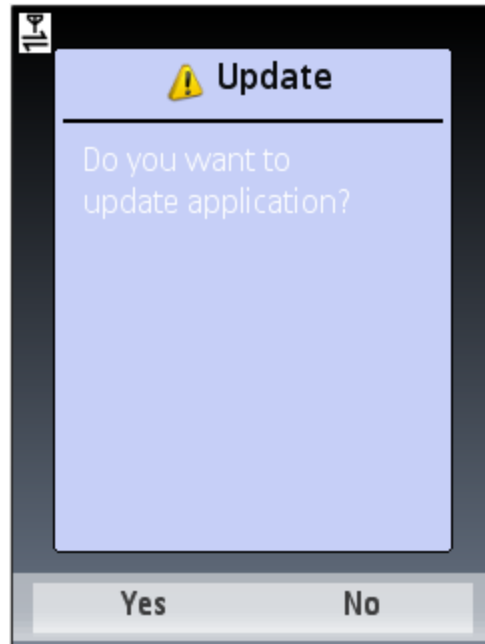 Update
Do you want to
update application?
Yes No